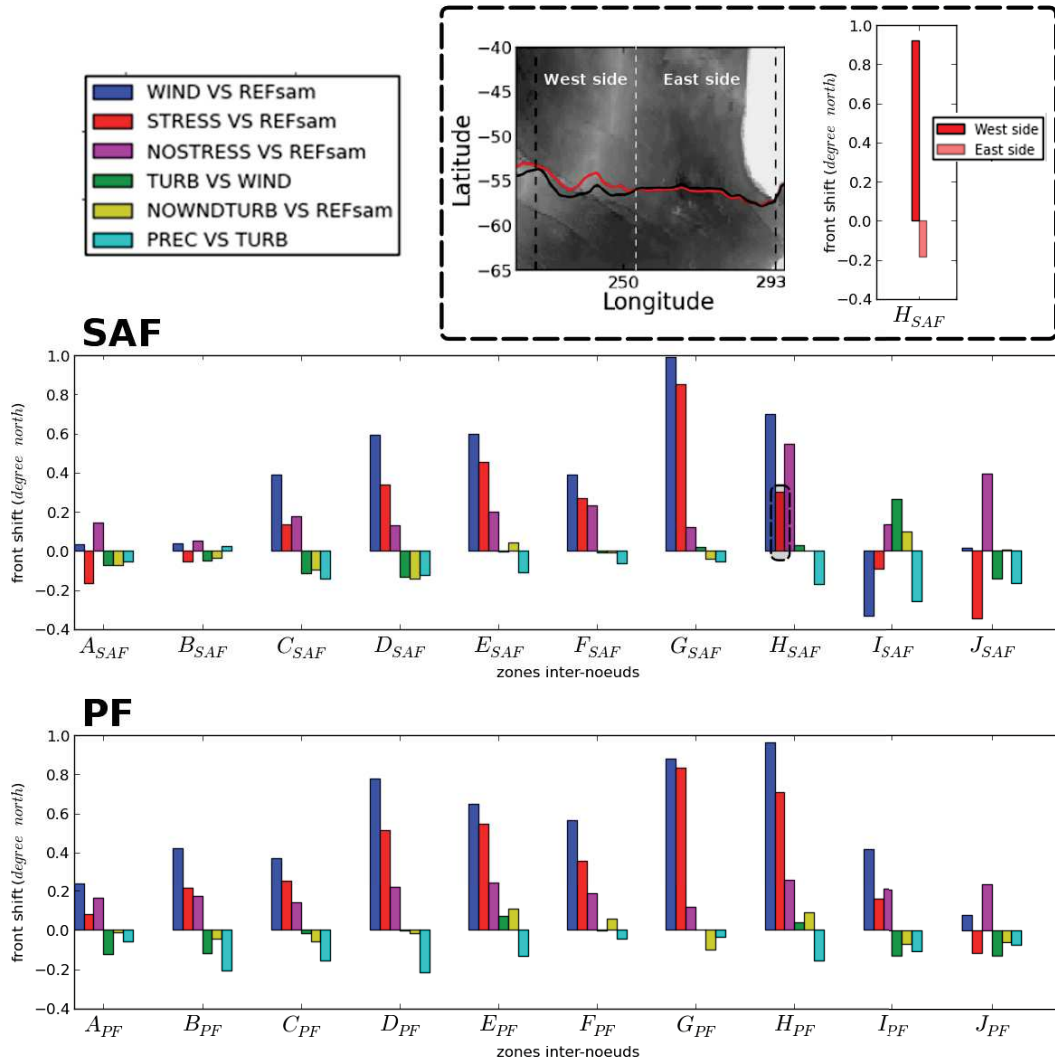 WIND VS REFsam
STRESS VS REFsam
NOSTRESS VS REFsam
TURB VS WIND
NOWNDTURB VS REFsam
PREC VS TURB
Latitude
−40
−45
−50
−55
−60
−65
West side
East side
250
293
Longitude
front shift (degree north)
1.0
0.8
0.6
0.4
0.2
0.0
−0.2
−0.4
West side
East side
H_SAF
SAF
front shift (degree north)
1.0
0.8
0.6
0.4
0.2
0.0
−0.2
−0.4
A_SAF B_SAF C_SAF D_SAF E_SAF F_SAF G_SAF H_SAF I_SAF J_SAF
zones inter-noeuds
PF
front shift (degree north)
1.0
0.8
0.6
0.4
0.2
0.0
−0.2
−0.4
A_PF B_PF C_PF D_PF E_PF F_PF G_PF H_PF I_PF J_PF
zones inter-noeuds